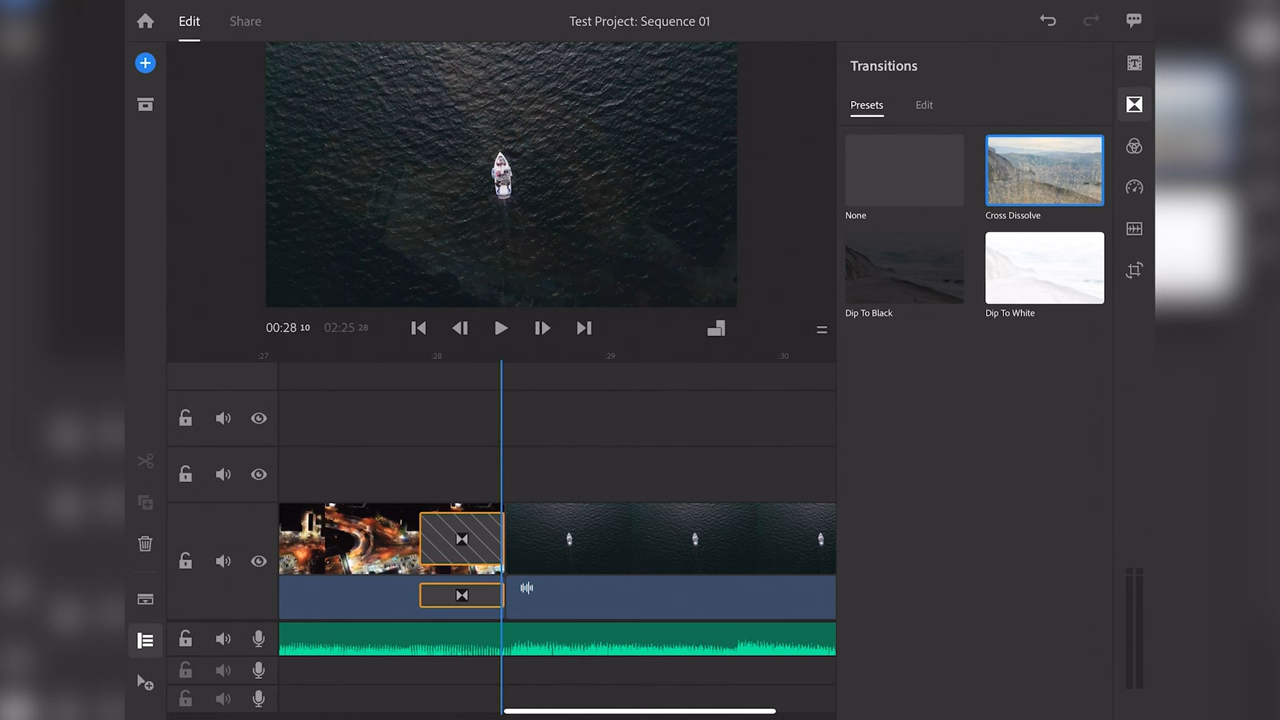 Edit
Share
Test Project: Sequence 01
Transitions
Presets
Edit
None
Cross Dissolve
Dip To Black
Dip To White
00:28 10
02:25 28
:27
:28
:29
:30